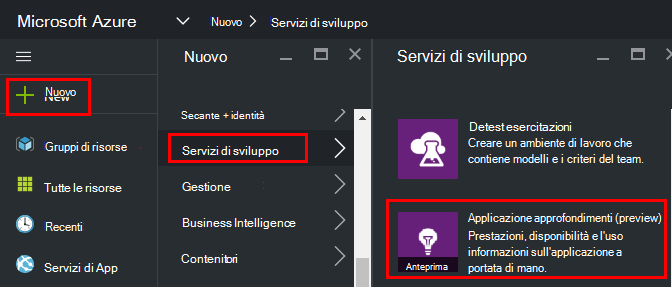 Microsoft Azure Nuovo > Servizi di sviluppo
Nuovo
New
Gruppi di risorse
Tutte le risorse
Recenti
Servizi di App
Nuovo
Secante + identità
Servizi di sviluppo
Gestione
Business Intelligence
Contenitori
Servizi di sviluppo
Detest esercitazioni
Creare un ambiente di lavoro che
contiene modelli e i criteri del team.
Anteprima
Applicazione approfondimenti (preview)
Prestazioni, disponibilità e l'uso
informazioni sull'applicazione a
portata di mano.